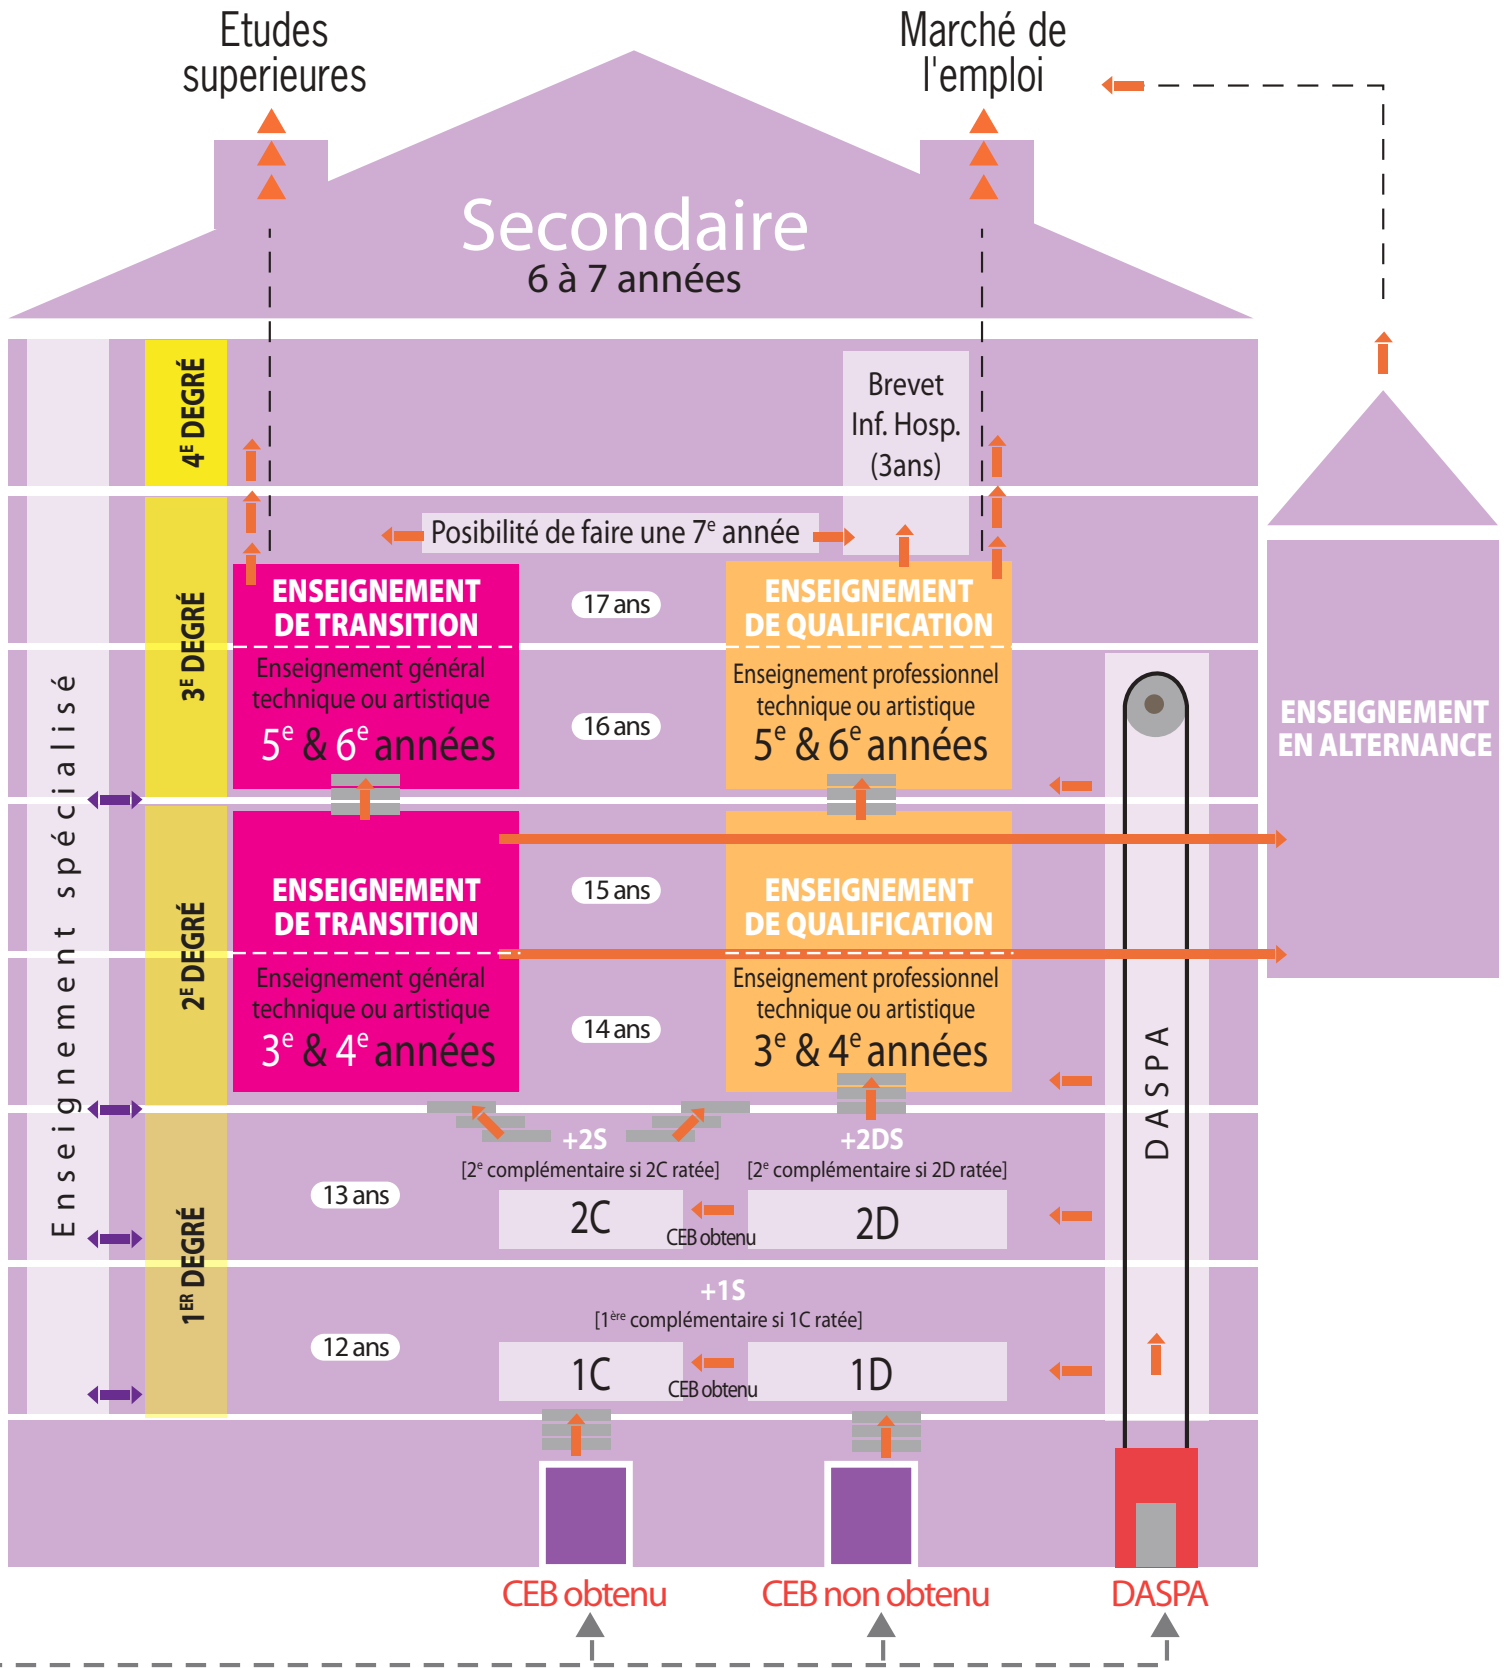 Etudes
superieures
Marché de
l'emploi
Secondaire
6 à 7 années
4E DEGRÉ
Brevet
Inf. Hosp.
(3ans)
Posibilité de faire une 7e année
3E DEGRÉ
ENSEIGNEMENT
DE TRANSITION
17 ans
ENSEIGNEMENT
DE QUALIFICATION
Enseignement général
technique ou artistique
5e & 6e années
16 ans
Enseignement professionnel
technique ou artistique
5e & 6e années
ENSEIGNEMENT
EN ALTERNANCE
Enseignement spécialisé
2E DEGRÉ
ENSEIGNEMENT
DE TRANSITION
15 ans
ENSEIGNEMENT
DE QUALIFICATION
Enseignement général
technique ou artistique
3e & 4e années
14 ans
Enseignement professionnel
technique ou artistique
3e & 4e années
DASPA
1ER DEGRÉ
+2S
[2e complémentaire si 2C ratée]
+2DS
[2e complémentaire si 2D ratée]
13 ans
2C
CEB obtenu
2D
+1S
[1ère complémentaire si 1C ratée]
12 ans
1C
CEB obtenu
1D
CEB obtenu
CEB non obtenu
DASPA